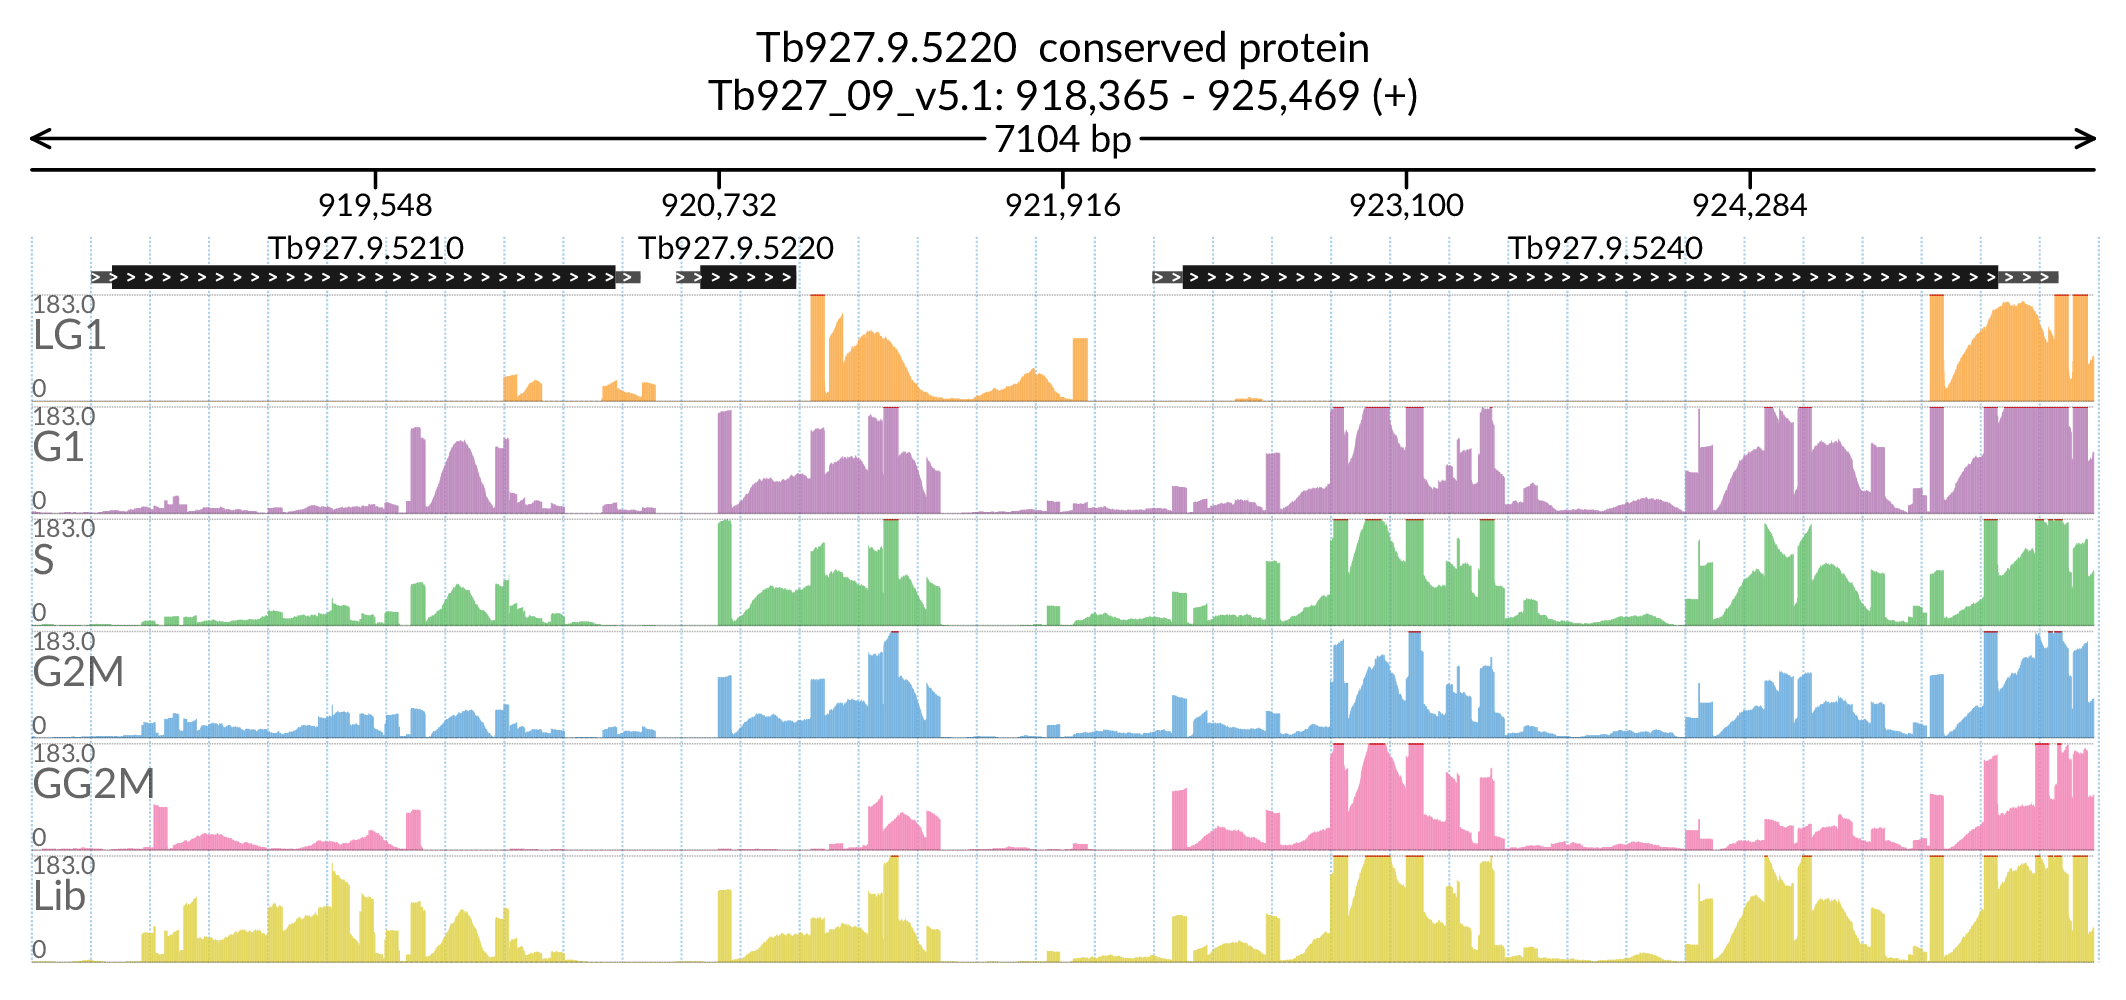 Tb927.9.5220 conserved protein
Tb927_09_v5.1: 918,365 - 925,469 (+)
7104 bp
919,548 920,732 921,916 923,100 924,284
Tb927.9.5210 Tb927.9.5220 Tb927.9.5240
183.0
LG1
0
183.0
G1
0
183.0
S
0
183.0
G2M
0
183.0
GG2M
0
183.0
Lib
0